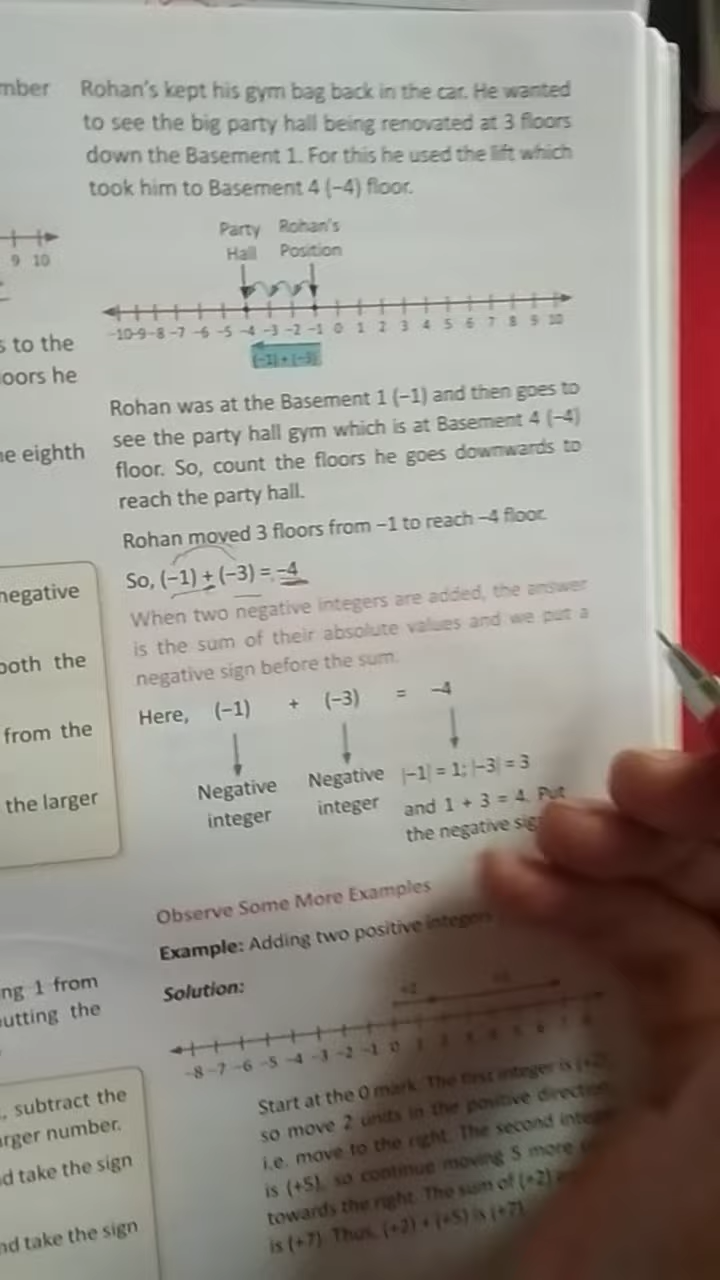 mber
9 10
s to the
oors he
ne eighth
negative
both the
from the
the larger
ng 1 from
utting the
, subtract the
arger number.
d take the sign
nd take the sign
Rohan's kept his gym bag back in the car. He wanted
to see the big party hall being renovated at 3 floors
down the Basement 1. For this he used the lift which
took him to Basement 4 (−4) floor.
Party Rohan's
Hall Position
-10-9-8-7 -6 -5 -4 -3 -2 -1 0 1 2 3 4 5 6 7 8 9 10
(−1) + (−3)
Rohan was at the Basement 1 (−1) and then goes to
see the party hall gym which is at Basement 4 (−4)
floor. So, count the floors he goes downwards to
reach the party hall.
Rohan moved 3 floors from −1 to reach −4 floor.
So, (−1) + (−3) = −4
When two negative integers are added, the answer
is the sum of their absolute values and we put a
negative sign before the sum.
Here, (−1) + (−3) = −4
Negative Negative |−1| = 1; |−3| = 3
integer integer and 1 + 3 = 4. Put
the negative sig
Observe Some More Examples
Example: Adding two positive integers
Solution:
+2
-8 -7 -6 -5 -4 -3 -2 -1 0
Start at the 0 mark. The first integer is (+2)
so move 2 units in the positive direction
i.e. move to the right. The second integ
is (+5), so continue moving 5 more
towards the right. The sum of (+2)
is (+7). Thus, (+2) + (+5) is (+7).